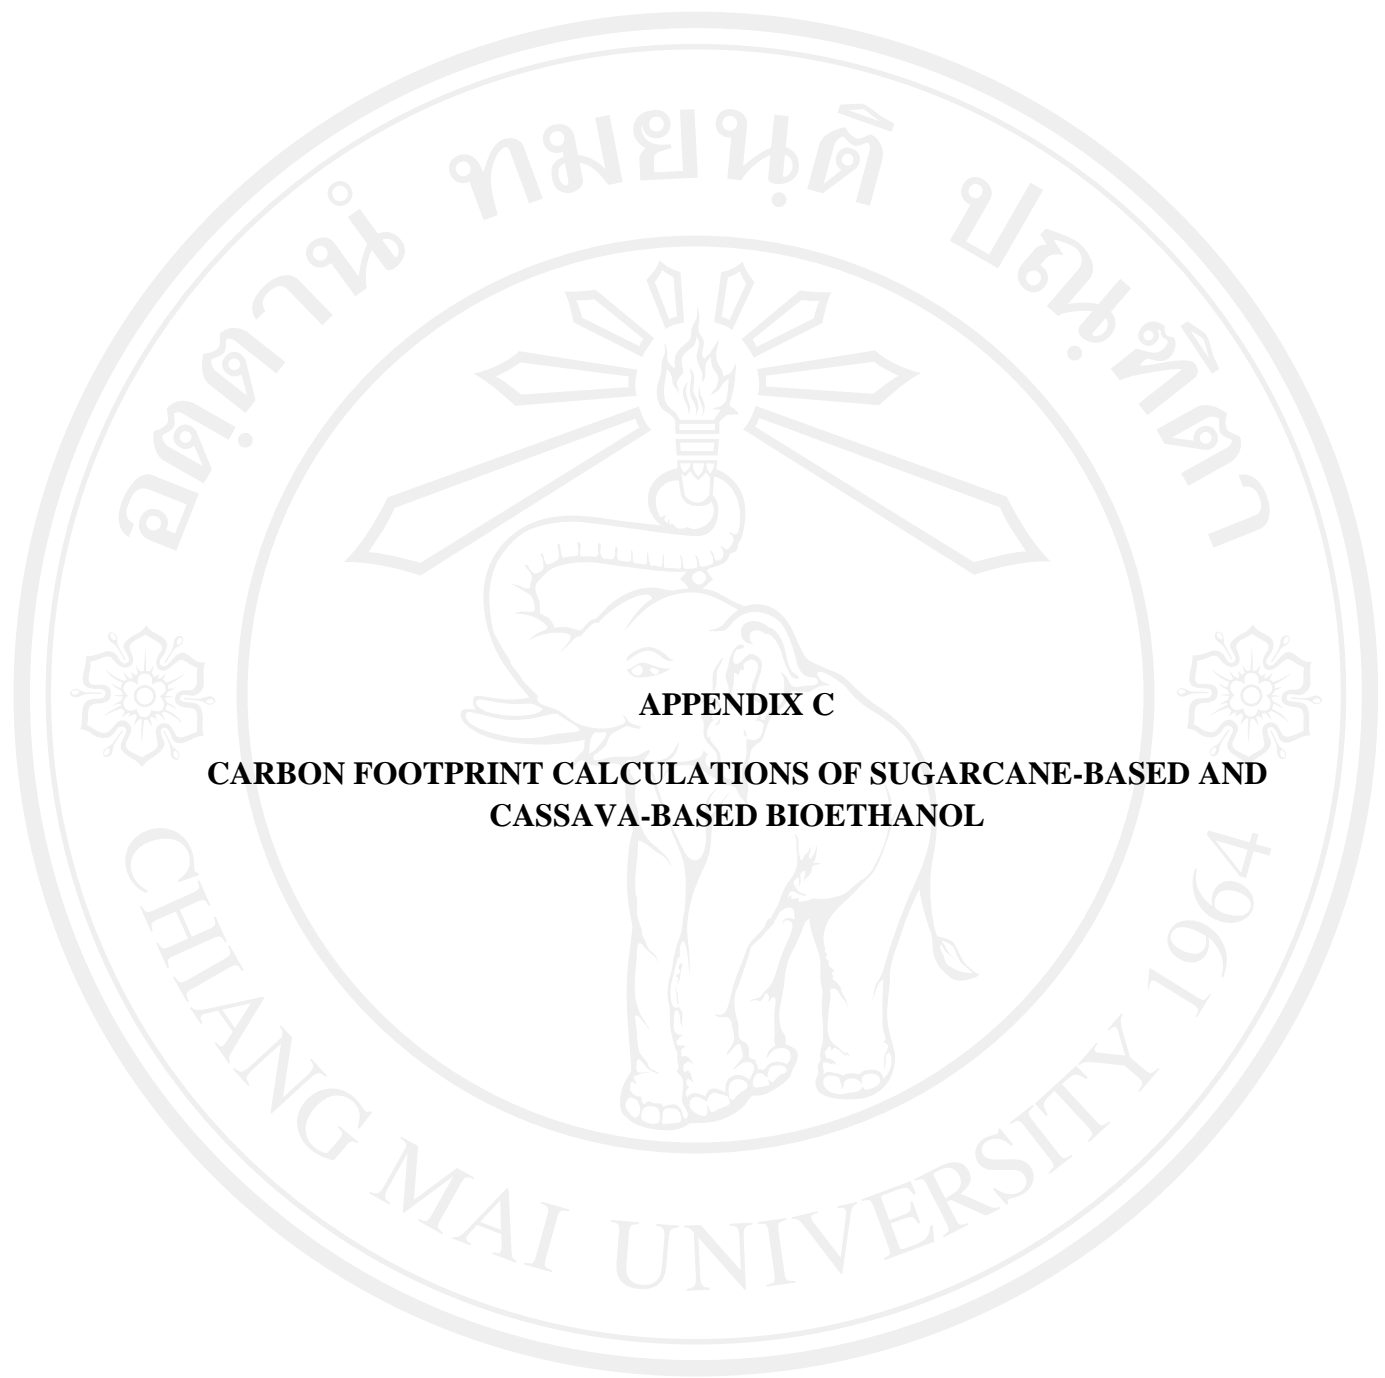 อตฺตานํ ทมยนฺติ ปณฺฑิตา
APPENDIX C
CARBON FOOTPRINT CALCULATIONS OF SUGARCANE-BASED AND
CASSAVA-BASED BIOETHANOL
CHIANG MAI UNIVERSITY 1964